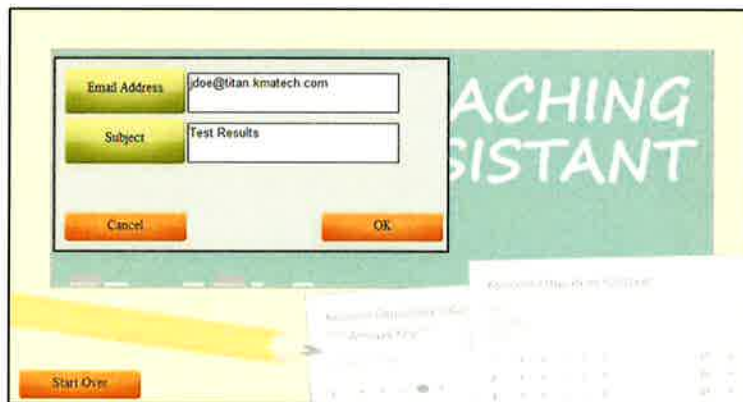 Email Address
jdoe@titan.kmatech.com
Subject
Test Results
ACHING
SISTANT
Cancel
OK
Start Over